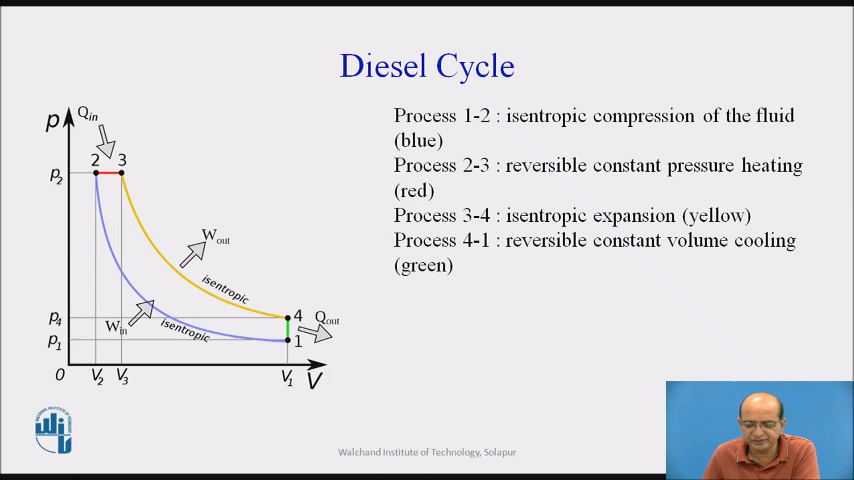 Diesel Cycle
p
Qin
2 3
p2
Wout
isentropic
Win
isentropic
p4
4 Qout
p1
1
0 V2 V3 V1 V
Process 1-2 : isentropic compression of the fluid
(blue)
Process 2-3 : reversible constant pressure heating
(red)
Process 3-4 : isentropic expansion (yellow)
Process 4-1 : reversible constant volume cooling
(green)
Walchand Institute of Technology, Solapur